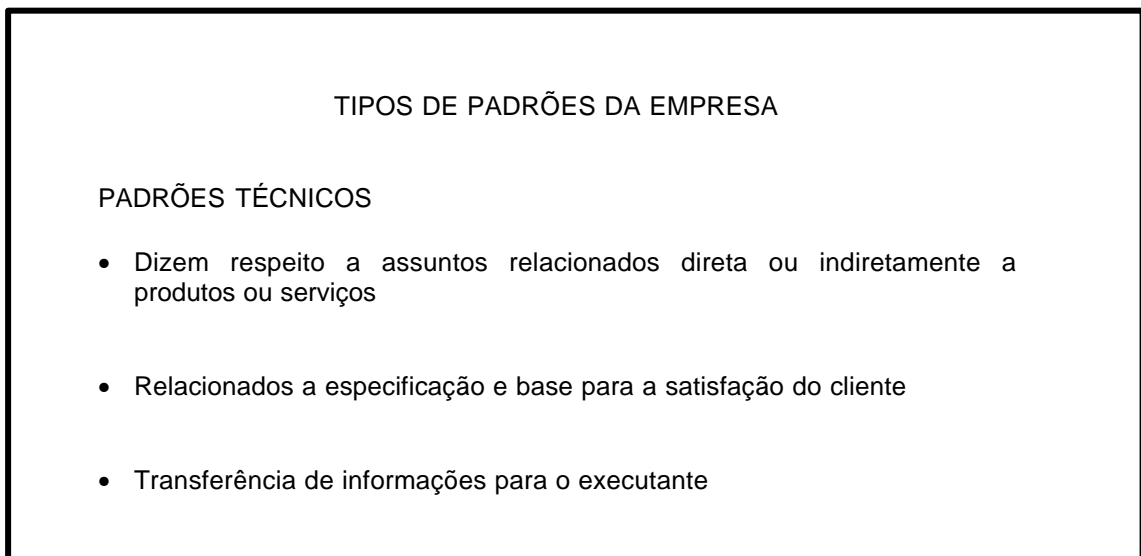 TIPOS DE PADRÕES DA EMPRESA
PADRÕES TÉCNICOS
• Dizem respeito a assuntos relacionados direta ou indiretamente a
produtos ou serviços
• Relacionados a especificação e base para a satisfação do cliente
• Transferência de informações para o executante